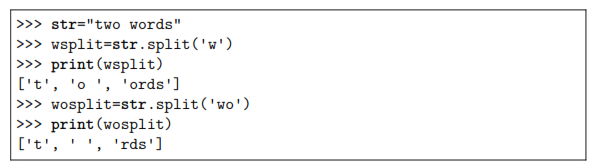 >>> str="two words"
>>> wsplit=str.split('w')
>>> print(wsplit)
['t', 'o ', 'ords']
>>> wosplit=str.split('wo')
>>> print(wosplit)
['t', ' ', 'rds']